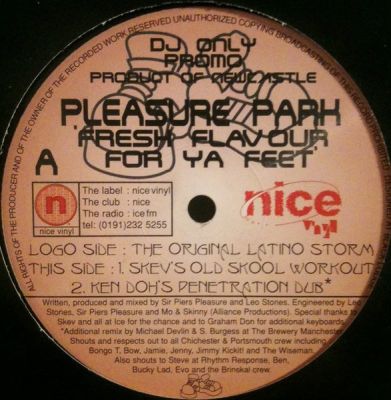 ALL RIGHTS OF THE PRODUCER AND OF THE OWNER OF THE RECORDED WORK RESERVED UNAUTHORIZED COPYING BROADCASTING OF THIS REC
DJ ONLY
PROMO
PRODUCT OF NEWCASTLE
PLEASURE PARK
'FRESH FLAVOUR
FOR YA FEET'
A
n
nice vinyl
The label : nice vinyl
The club : nice
The radio : ice fm
tel : (0191)232 5255
nice
vinyl
LOGO SIDE : THE ORIGINAL LATINO STORM
THIS SIDE : 1. SKEV'S OLD SKOOL WORKOUT
2. KEN DOH'S PENETRATION DUB*
Written, produced and mixed by Sir Piers Pleasure and Leo Stones. Engineered by Leo
Stones, Sir Piers Pleasure and Mo & Skinny (Alliance Productions). Special thanks to
Skev and all at Ice for the chance and to Graham Don for additional keyboards.
*Additional remix by Michael Devlin & S. Burgess at The Brewery Manchester.
Shouts and respects out to all Chichester & Portsmouth crew including
Bongo T, Bow, Jamie, Jenny, Jimmy Kickit! and The Wiseman.
Also shouts to Steve at Rhythm Response, Ben,
Bucky Lad, Evo and the Brinskal crew.